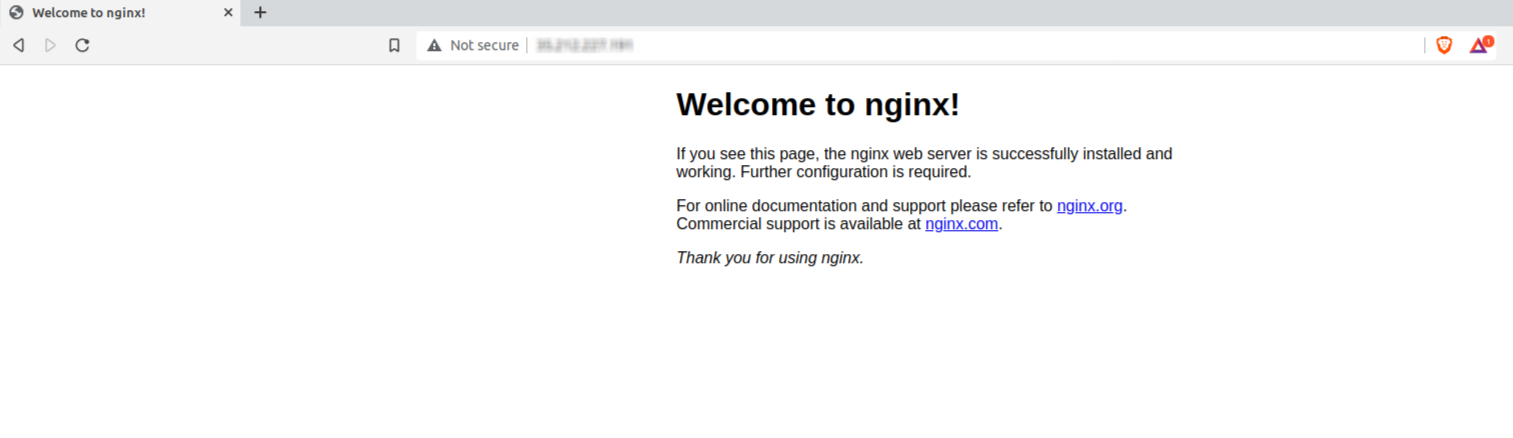 Welcome to nginx!
Not secure
1
Welcome to nginx!
If you see this page, the nginx web server is successfully installed and
working. Further configuration is required.
For online documentation and support please refer to nginx.org.
Commercial support is available at nginx.com.
Thank you for using nginx.